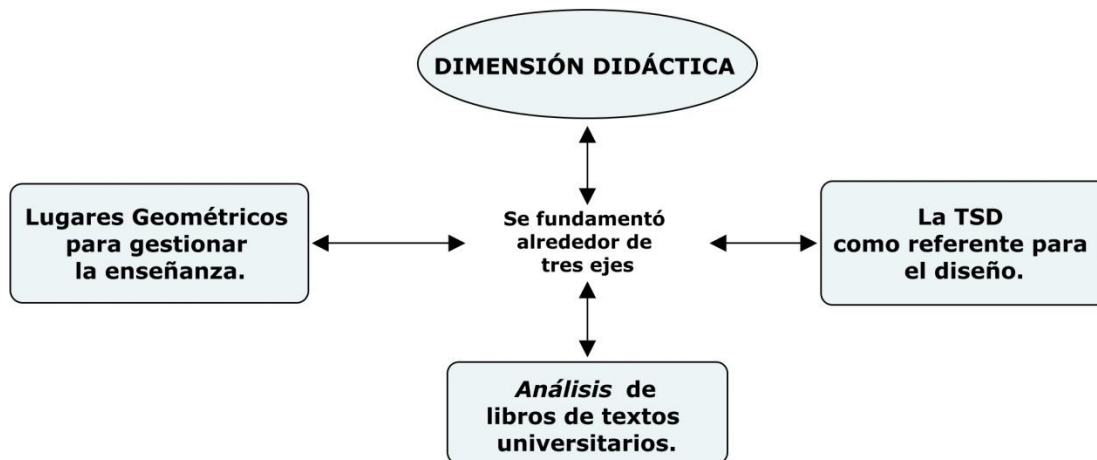 DIMENSIÓN DIDÁCTICA
Lugares Geométricos
para gestionar
la enseñanza.
Se fundamentó
alrededor de
tres ejes
La TSD
como referente para
el diseño.
Análisis de
libros de textos
universitarios.